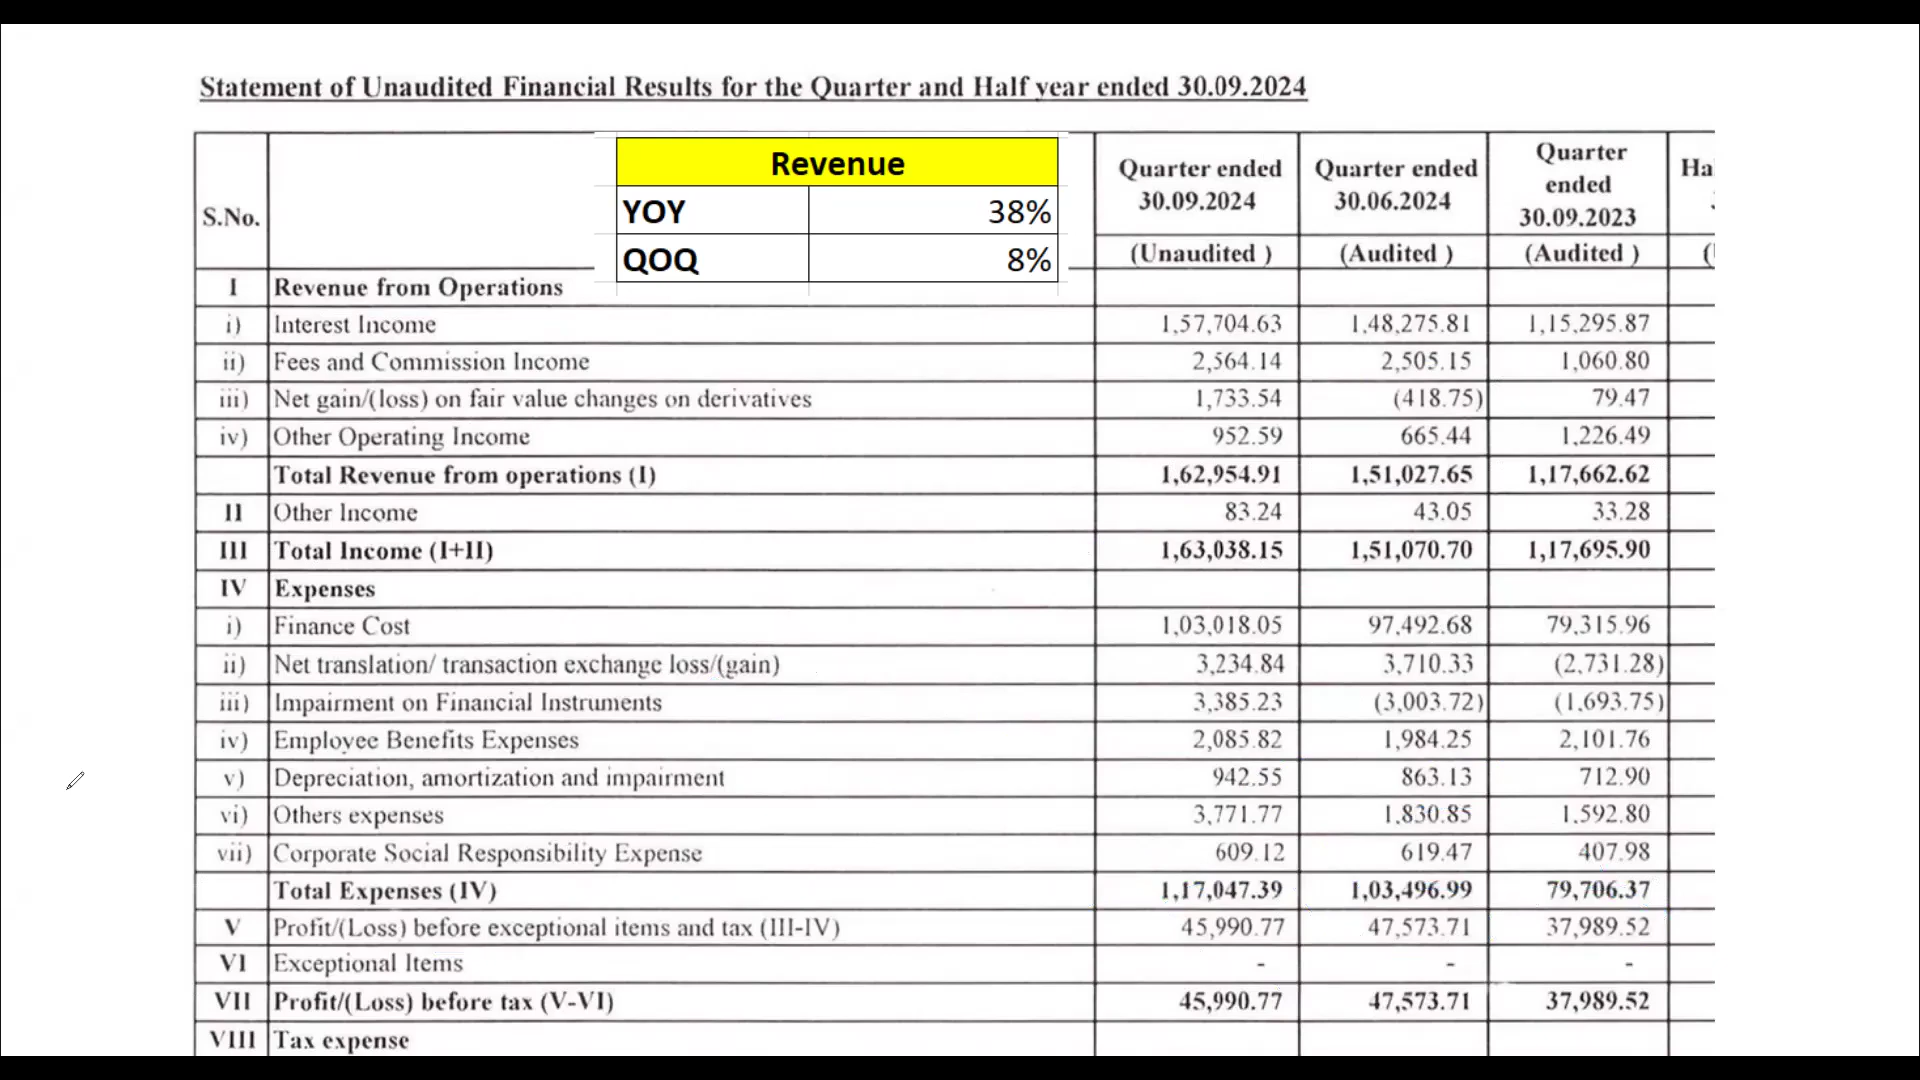 Statement of Unaudited Financial Results for the Quarter and Half year ended 30.09.2024
S.No. Quarter ended 30.09.2024 Quarter ended 30.06.2024 Quarter ended 30.09.2023
(Unaudited ) (Audited ) (Audited )
Revenue
YOY 38%
QOQ 8%
I Revenue from Operations
i) Interest Income 1,57,704.63 1,48,275.81 1,15,295.87
ii) Fees and Commission Income 2,564.14 2,505.15 1,060.80
iii) Net gain/(loss) on fair value changes on derivatives 1,733.54 (418.75) 79.47
iv) Other Operating Income 952.59 665.44 1,226.49
Total Revenue from operations (I) 1,62,954.91 1,51,027.65 1,17,662.62
II Other Income 83.24 43.05 33.28
III Total Income (I+II) 1,63,038.15 1,51,070.70 1,17,695.90
IV Expenses
i) Finance Cost 1,03,018.05 97,492.68 79,315.96
ii) Net translation/ transaction exchange loss/(gain) 3,234.84 3,710.33 (2,731.28)
iii) Impairment on Financial Instruments 3,385.23 (3,003.72) (1,693.75)
iv) Employee Benefits Expenses 2,085.82 1,984.25 2,101.76
v) Depreciation, amortization and impairment 942.55 863.13 712.90
vi) Others expenses 3,771.77 1,830.85 1,592.80
vii) Corporate Social Responsibility Expense 609.12 619.47 407.98
Total Expenses (IV) 1,17,047.39 1,03,496.99 79,706.37
V Profit/(Loss) before exceptional items and tax (III-IV) 45,990.77 47,573.71 37,989.52
VI Exceptional Items - - -
VII Profit/(Loss) before tax (V-VI) 45,990.77 47,573.71 37,989.52
VIII Tax expense